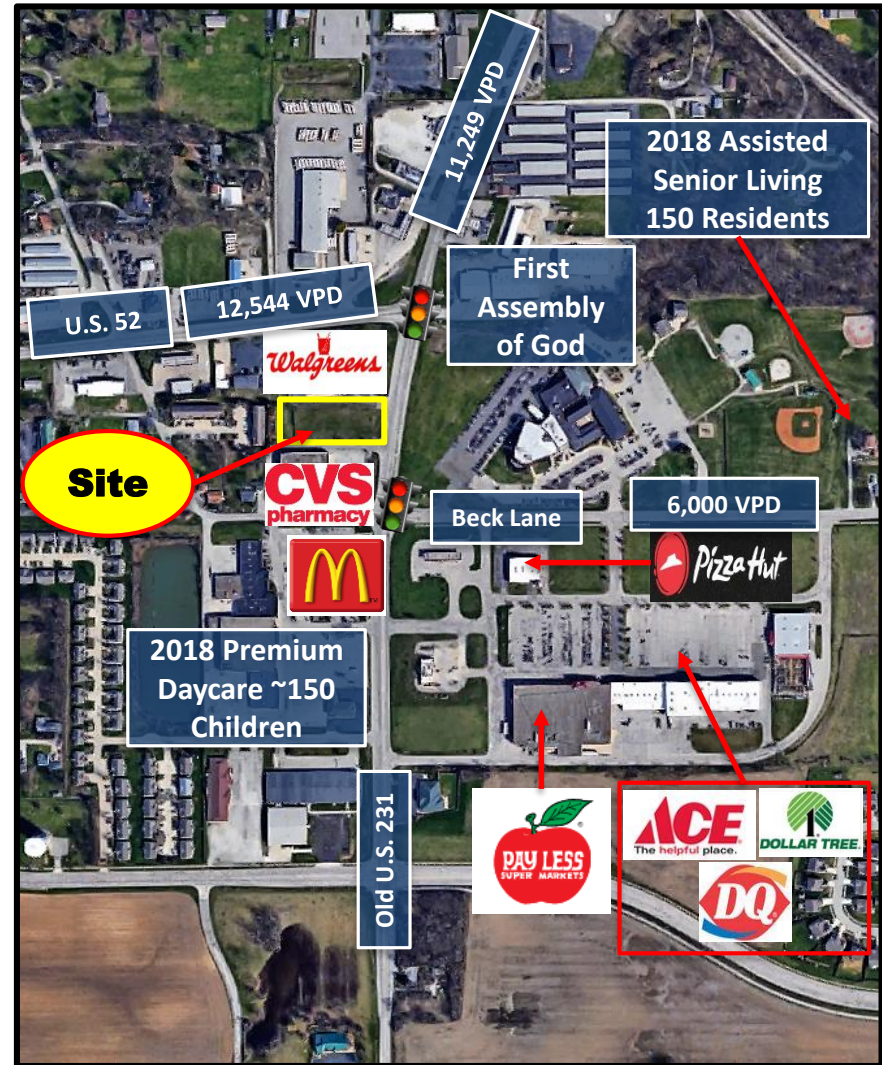 11,249 VPD
2018 Assisted
Senior Living
150 Residents
First
Assembly
of God
U.S. 52
12,544 VPD
Walgreens
Site
CVS
pharmacy
Beck Lane
6,000 VPD
M
Pizza Hut
2018 Premium
Daycare ~150
Children
Old U.S. 231
PAY LESS
SUPER MARKETS
ACE
The helpful place.
1
DOLLAR TREE
DQ